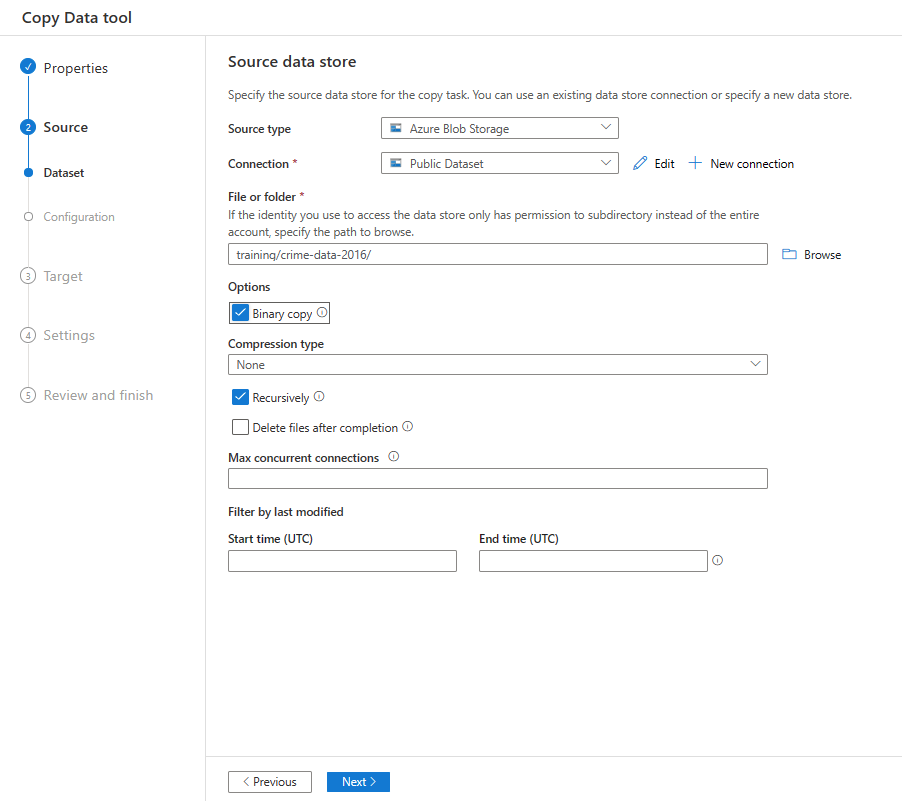 Copy Data tool
Properties
2 Source
Dataset
Configuration
3 Target
4 Settings
5 Review and finish
Source data store
Specify the source data store for the copy task. You can use an existing data store connection or specify a new data store.
Source type Azure Blob Storage
Connection * Public Dataset Edit New connection
File or folder *
If the identity you use to access the data store only has permission to subdirectory instead of the entire
account, specify the path to browse.
training/crime-data-2016/ Browse
Options
Binary copy
Compression type
None
Recursively
Delete files after completion
Max concurrent connections
Filter by last modified
Start time (UTC) End time (UTC)
Previous Next